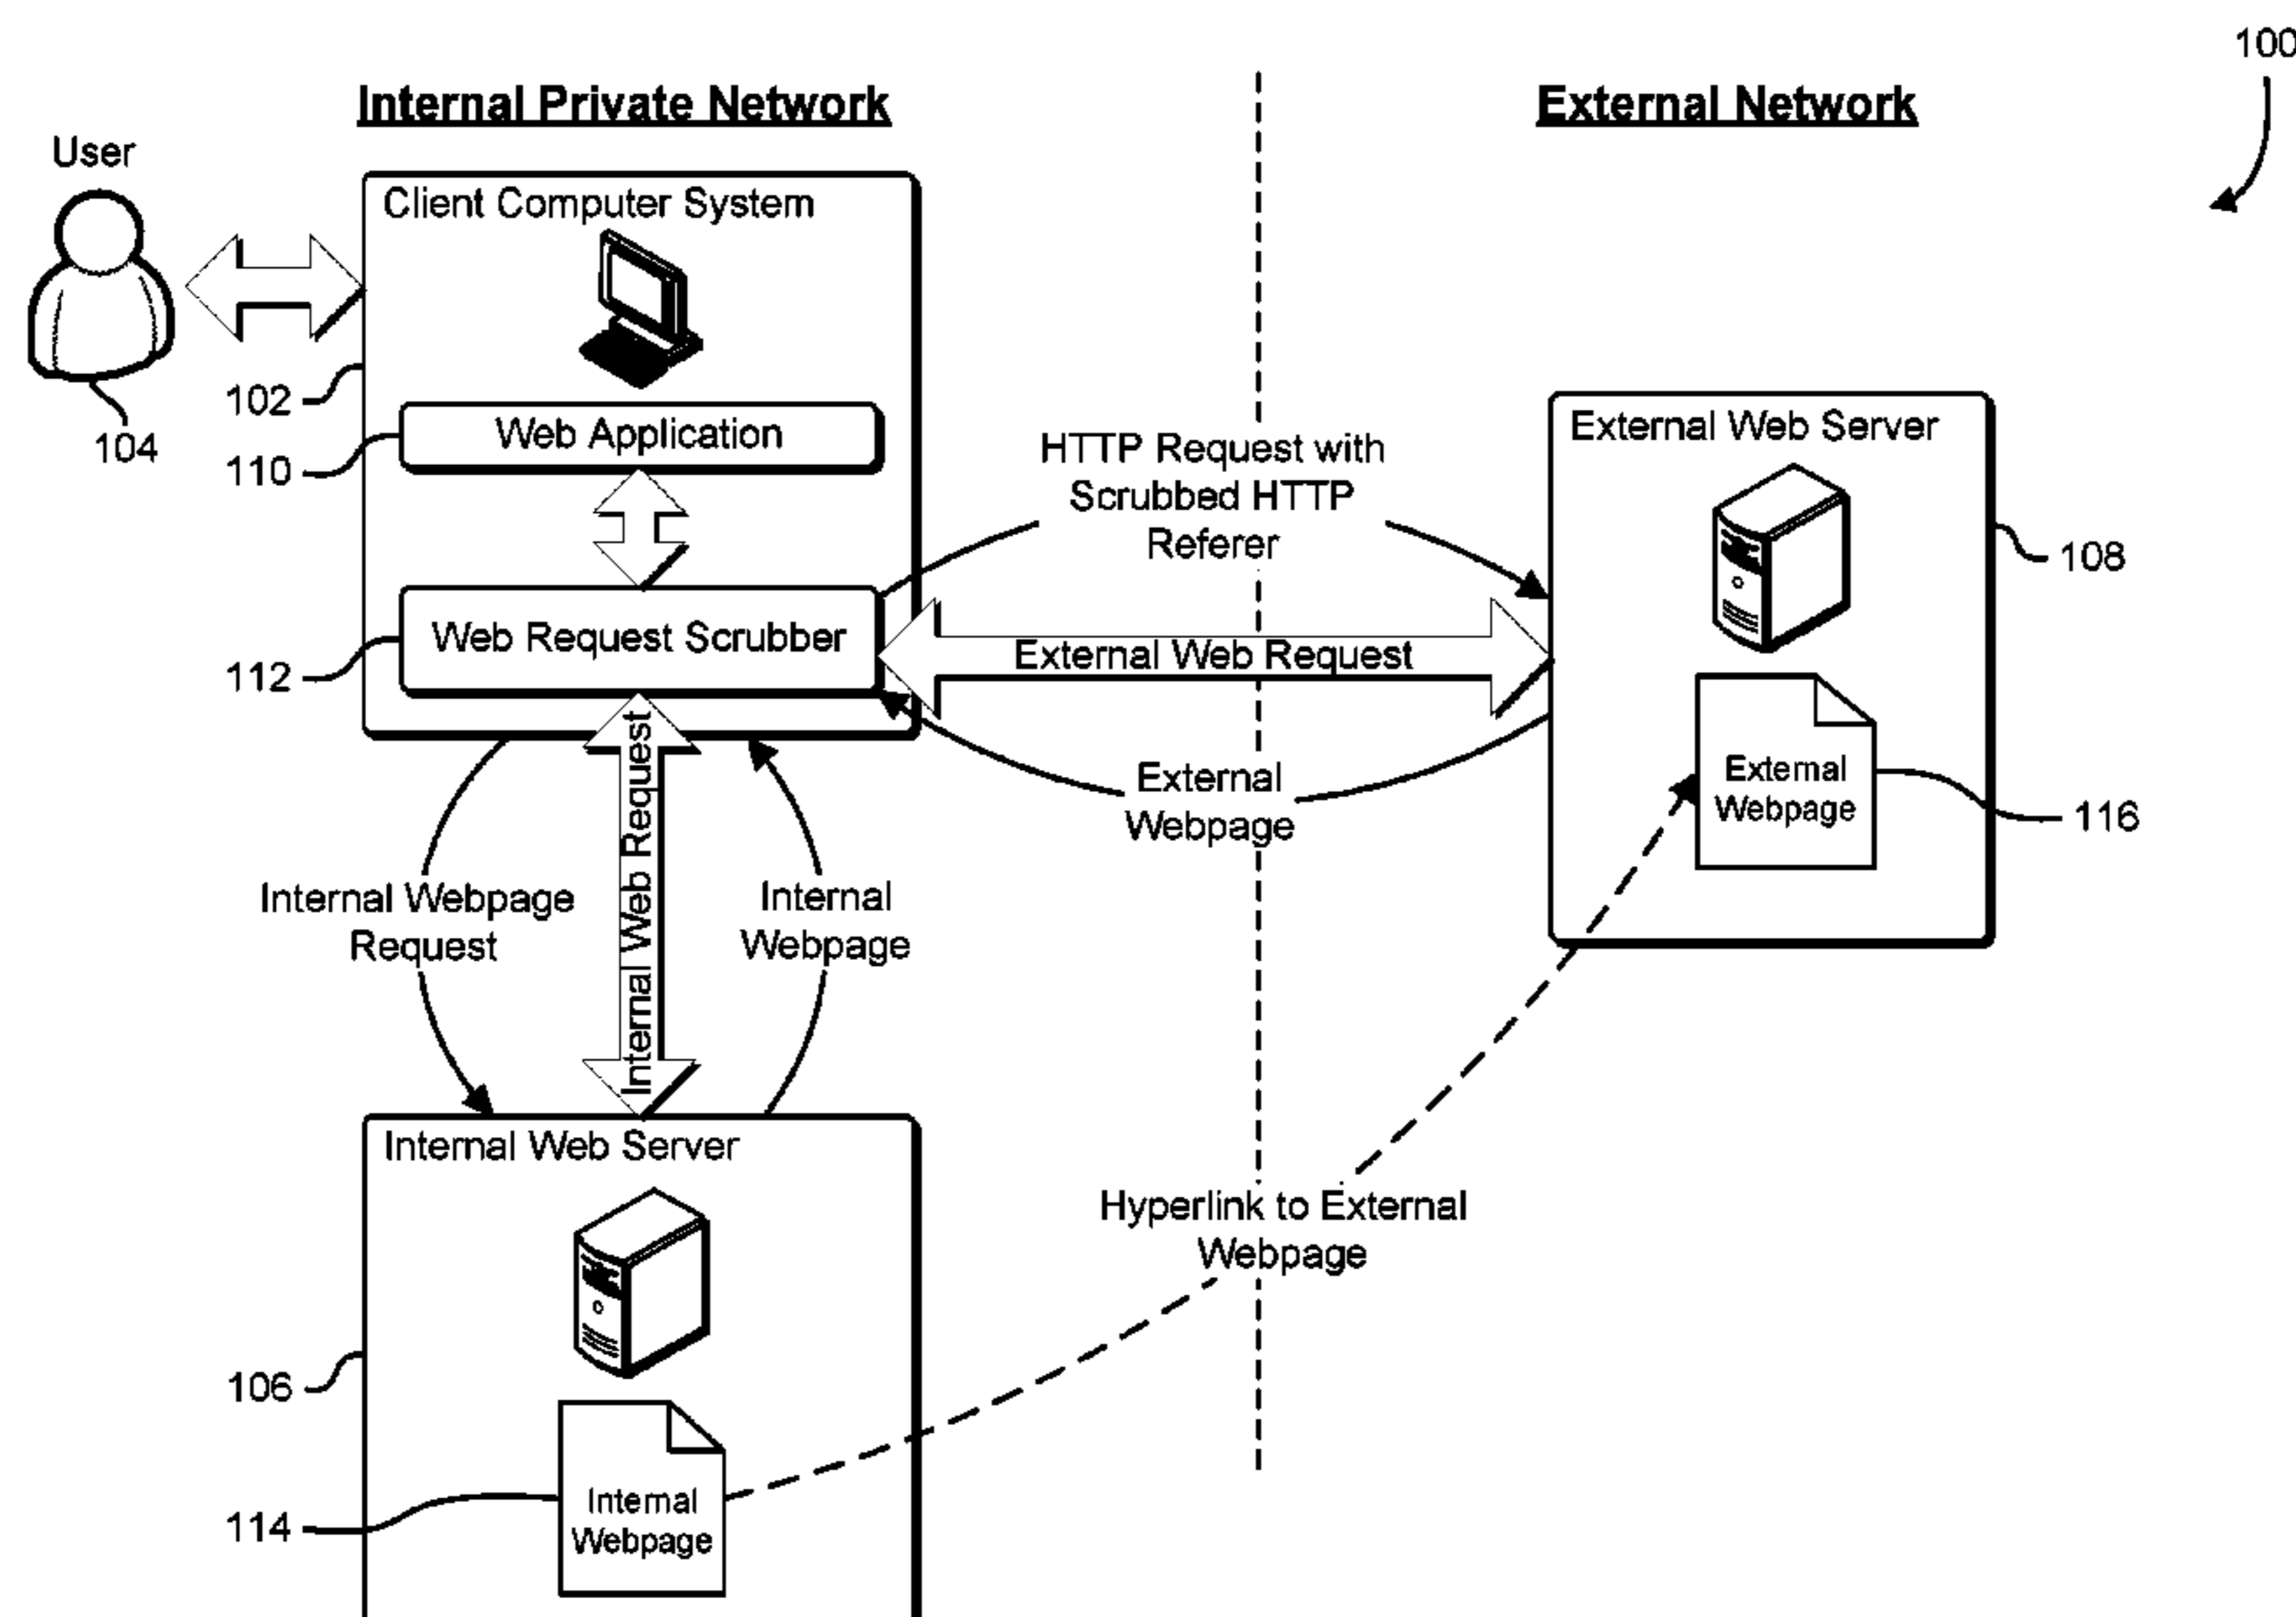 100
Internal Private Network
External Network
User
Client Computer System
102
104
Web Application
110
HTTP Request with
Scrubbed HTTP
Referer
External Web Server
108
Web Request Scrubber
112
External Web Request
External
Webpage
External
Webpage
116
Internal Web Request
Internal Webpage
Request
Internal
Webpage
Internal Web Server
Hyperlink to External
Webpage
106
114
Internal
Webpage